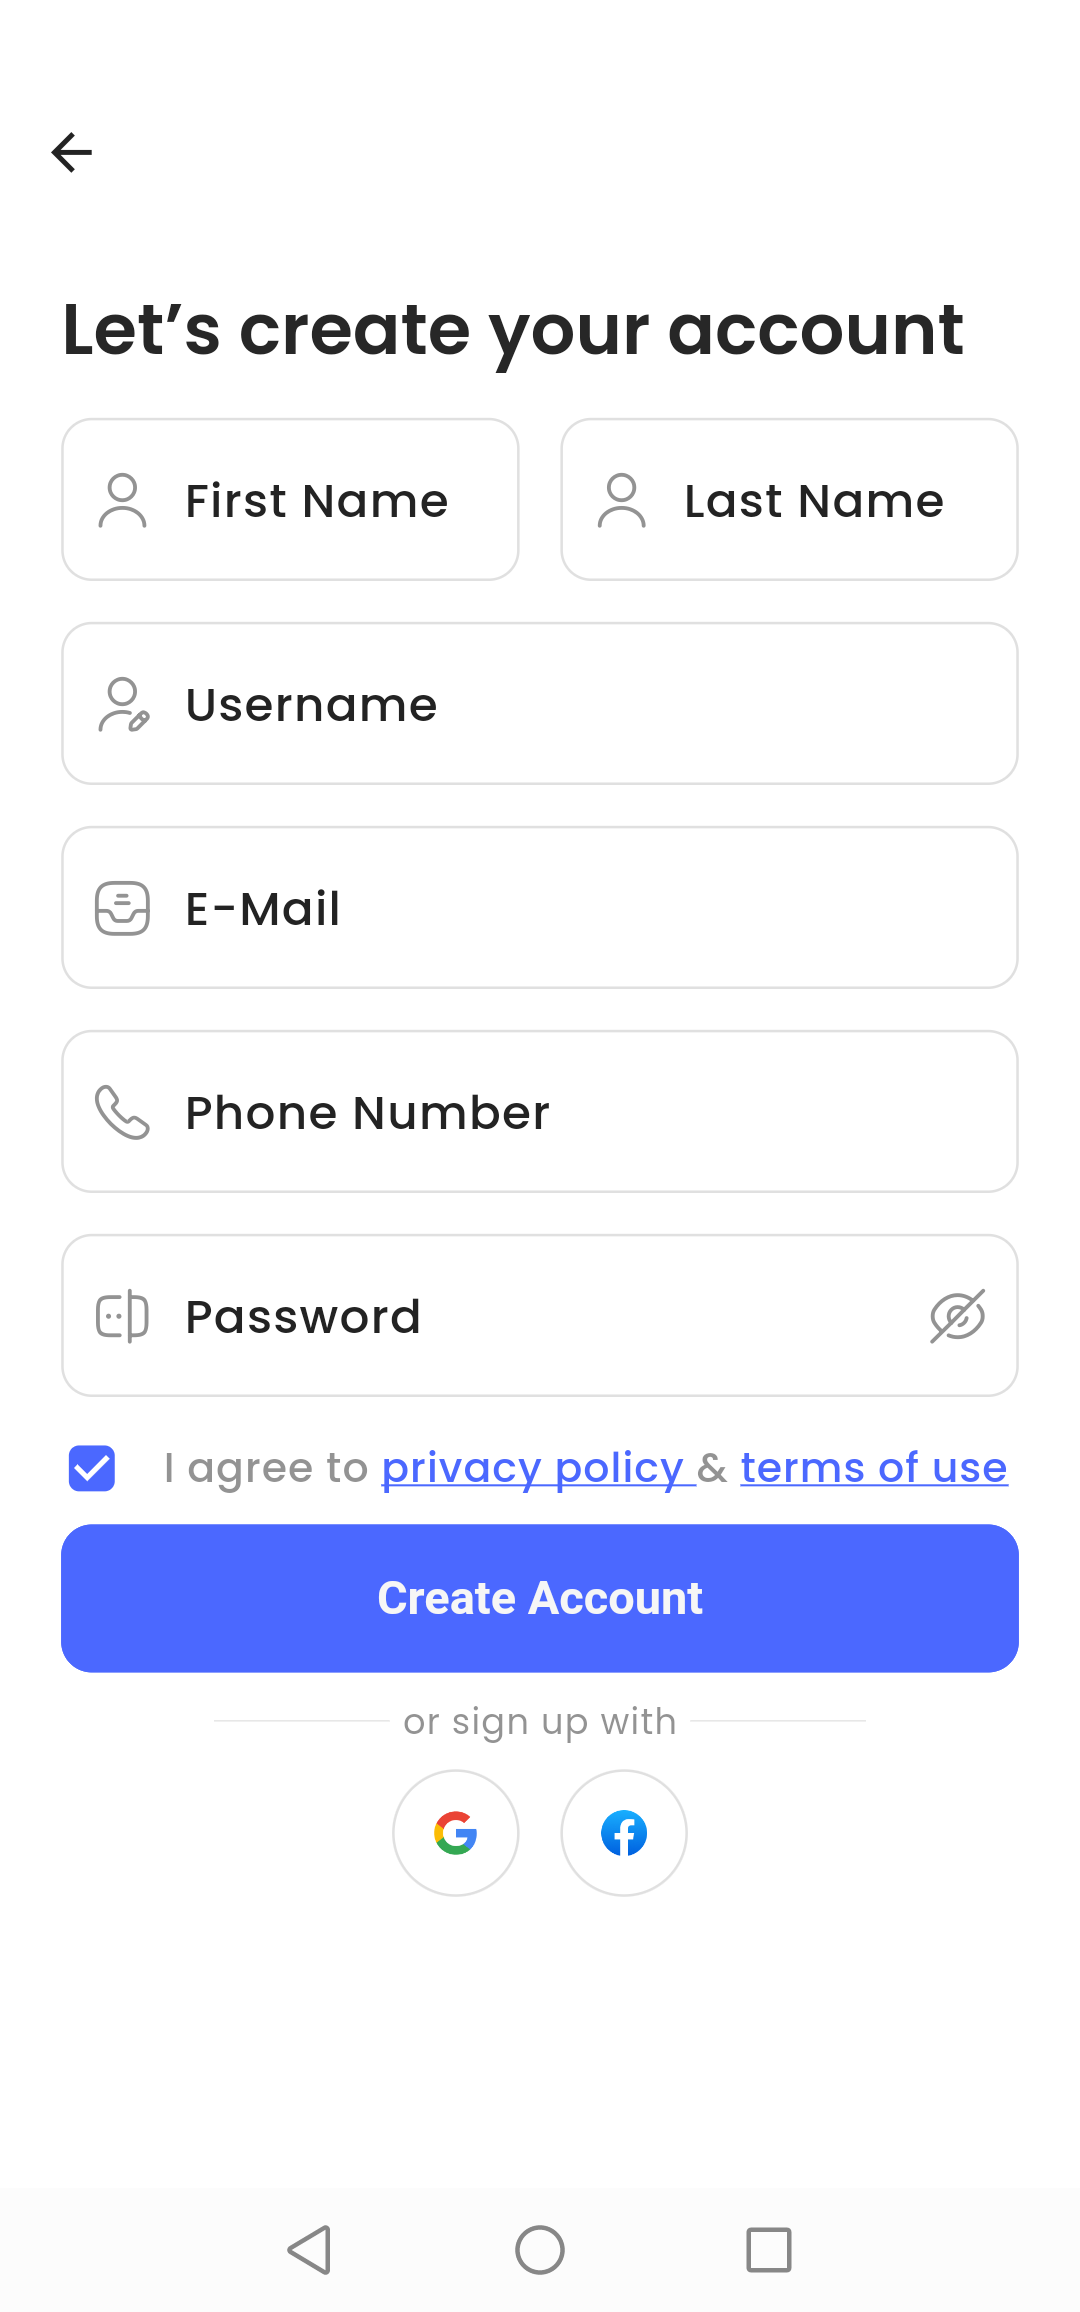 Let’s create your account
First Name
Last Name
Username
E-Mail
Phone Number
Password
I agree to privacy policy & terms of use
Create Account
or sign up with